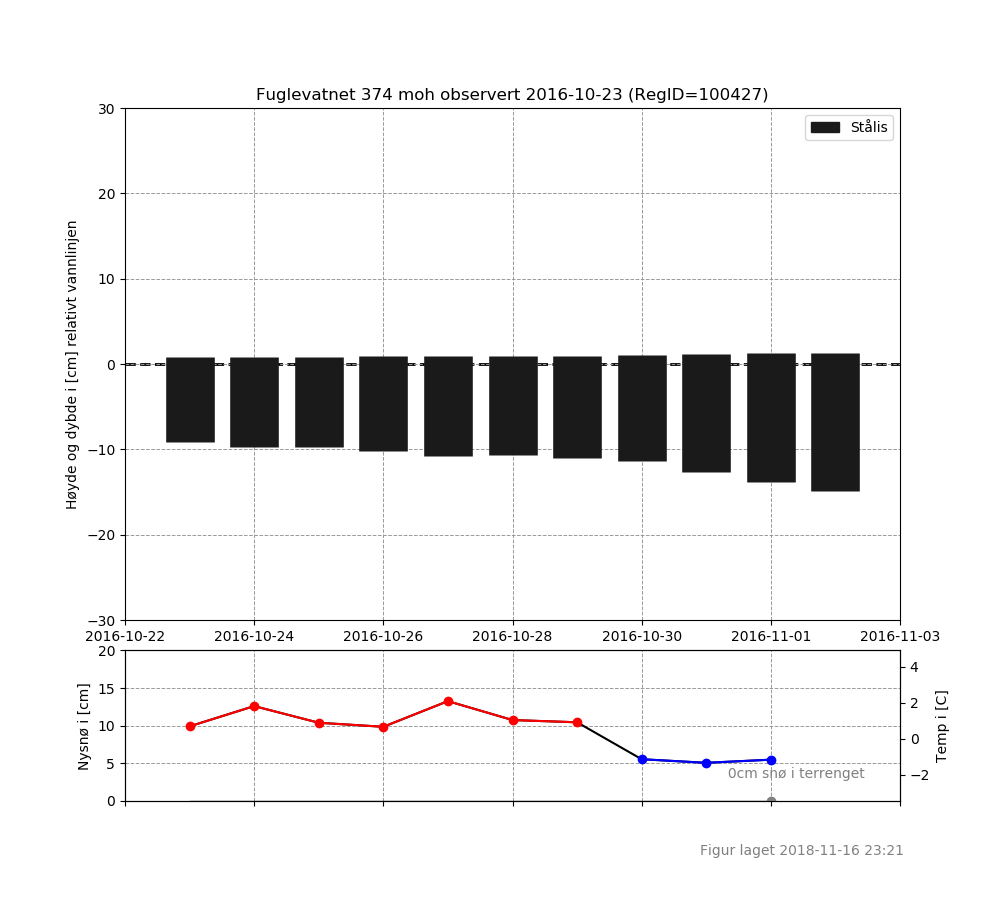 Fuglevatnet 374 moh observert 2016-10-23 (RegID=100427)
Stålis
Høyde og dybde i [cm] relativt vannlinjen
30
20
10
0
−10
−20
−30
2016-10-22 2016-10-24 2016-10-26 2016-10-28 2016-10-30 2016-11-01 2016-11-03
Nysnø i [cm]
20
15
10
5
0
4
2
0
−2
Temp i [C]
0cm snø i terrenget
Figur laget 2018-11-16 23:21